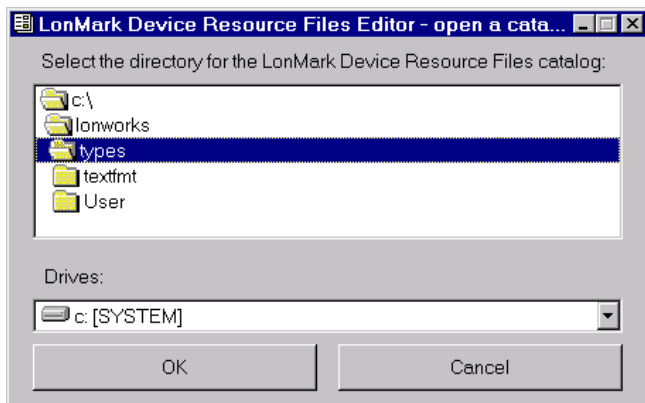 LonMark Device Resource Files Editor - open a cata...
Select the directory for the LonMark Device Resource Files catalog:
c:\
lonworks
types
textfmt
User
Drives:
c: [SYSTEM]
OK Cancel